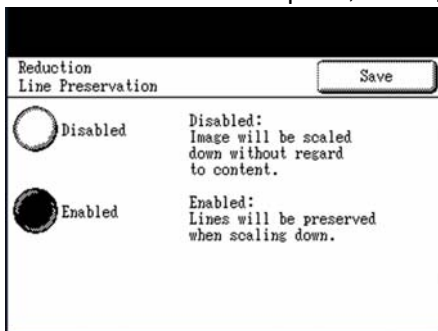 Reduction
Line Preservation
Save
Disabled
Disabled:
Image will be scaled
down without regard
to content.
Enabled
Enabled:
Lines will be preserved
when scaling down.